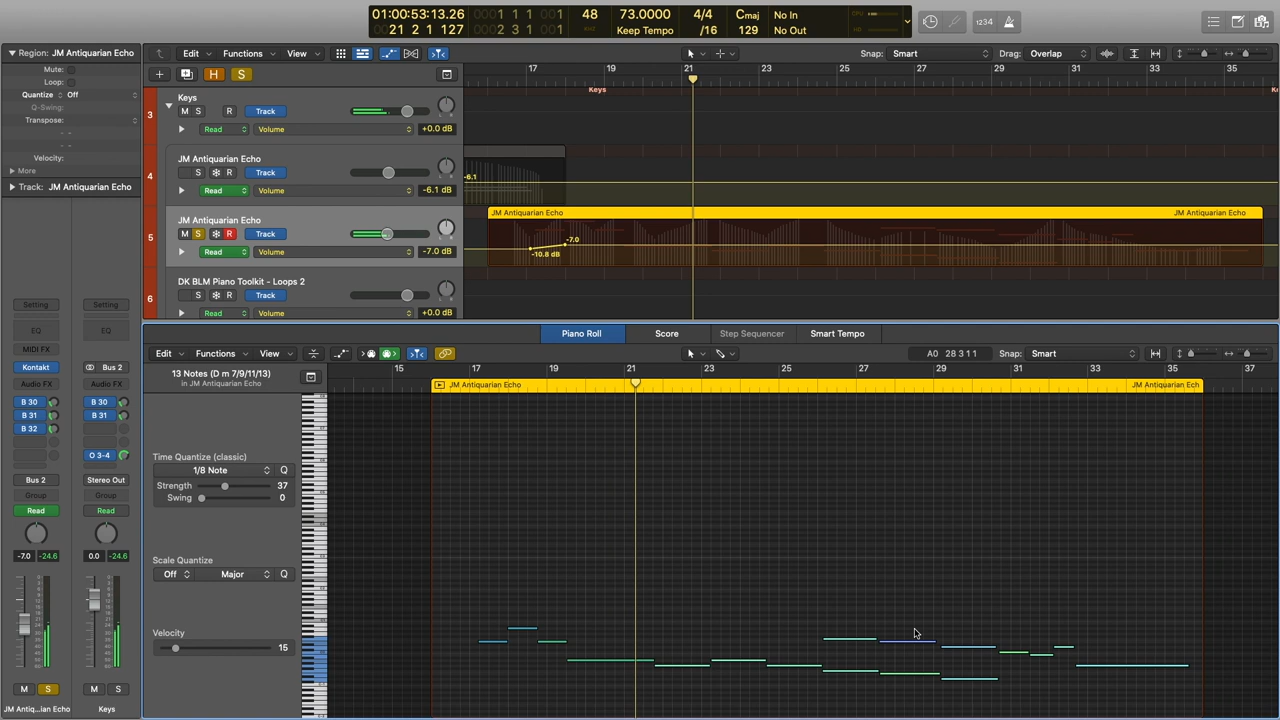 01:00:53:13.26
21 2 1 127
0001 1 1 001
0002 3 1 001
48
73.0000
Keep Tempo
4/4
/16
Cmaj
129
No In
No Out
CPU
1234
Region: JM Antiquarian Echo
Mute:
Loop:
Quantize Off
Q-Swing:
Transpose:
Velocity:
More
Track: JM Antiquarian Echo
Edit Functions View
Snap: Smart
Drag: Overlap
H S
17 19 21 23 25 27 29 31 33 35
3
Keys
M S R Track
Read Volume +0.0 dB
Keys
4
JM Antiquarian Echo
M S R Track
Read Volume -6.1 dB
-6.1
5
JM Antiquarian Echo
M S R Track
Read Volume -7.0 dB
JM Antiquarian Echo JM Antiquarian Echo
-7.0
-10.8 dB
6
DK BLM Piano Toolkit - Loops 2
M S R Track
Read Volume +0.0 dB
Piano Roll Score Step Sequencer Smart Tempo
Edit Functions View
A0 28 3 1 1
Snap: Smart
13 Notes (D m 7/9/11/13)
in JM Antiquarian Echo
15 17 19 21 23 25 27 29 31 33 35 37
JM Antiquarian Echo JM Antiquarian Ech
Time Quantize (classic)
1/8 Note Q
Strength 37
Swing 0
Scale Quantize
Off Major Q
Velocity
15
Setting Setting
EQ EQ
MIDI FX
Kontakt Bus 2
Audio FX Audio FX
B 30 B 30
B 31 B 31
B 32
O 3-4
Bus 2 Stereo Out
Group Group
Read Read
-7.0 -24.6 0.0 -24.6
M S M S
JM Antiq...ian Echo Keys